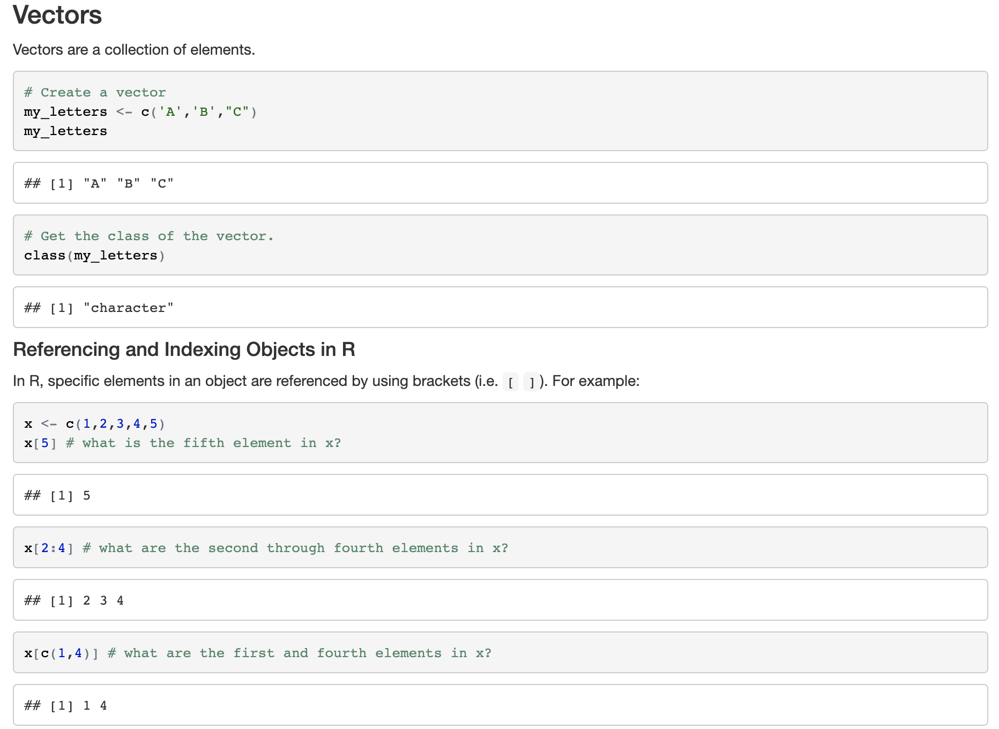 Vectors
Vectors are a collection of elements.
# Create a vector
my_letters <- c('A','B',"C")
my_letters
## [1] "A" "B" "C"
# Get the class of the vector.
class(my_letters)
## [1] "character"
Referencing and Indexing Objects in R
In R, specific elements in an object are referenced by using brackets (i.e. [ ]). For example:
x <- c(1,2,3,4,5)
x[5] # what is the fifth element in x?
## [1] 5
x[2:4] # what are the second through fourth elements in x?
## [1] 2 3 4
x[c(1,4)] # what are the first and fourth elements in x?
## [1] 1 4